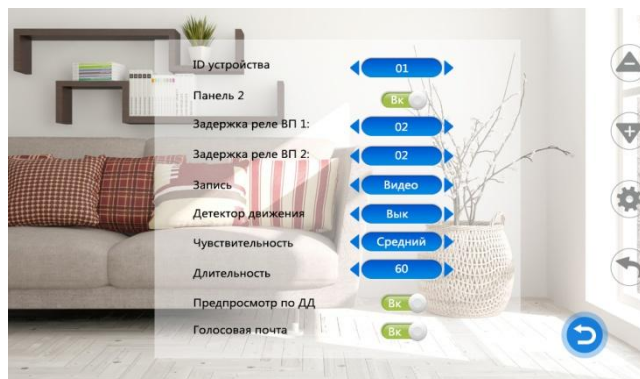 ID устройства 01
Панель 2 Вк
Задержка реле ВП 1: 02
Задержка реле ВП 2: 02
Запись Видео
Детектор движения Вык
Чувствительность Средний
Длительность 60
Предпросмотр по ДД Вк
Голосовая почта Вк